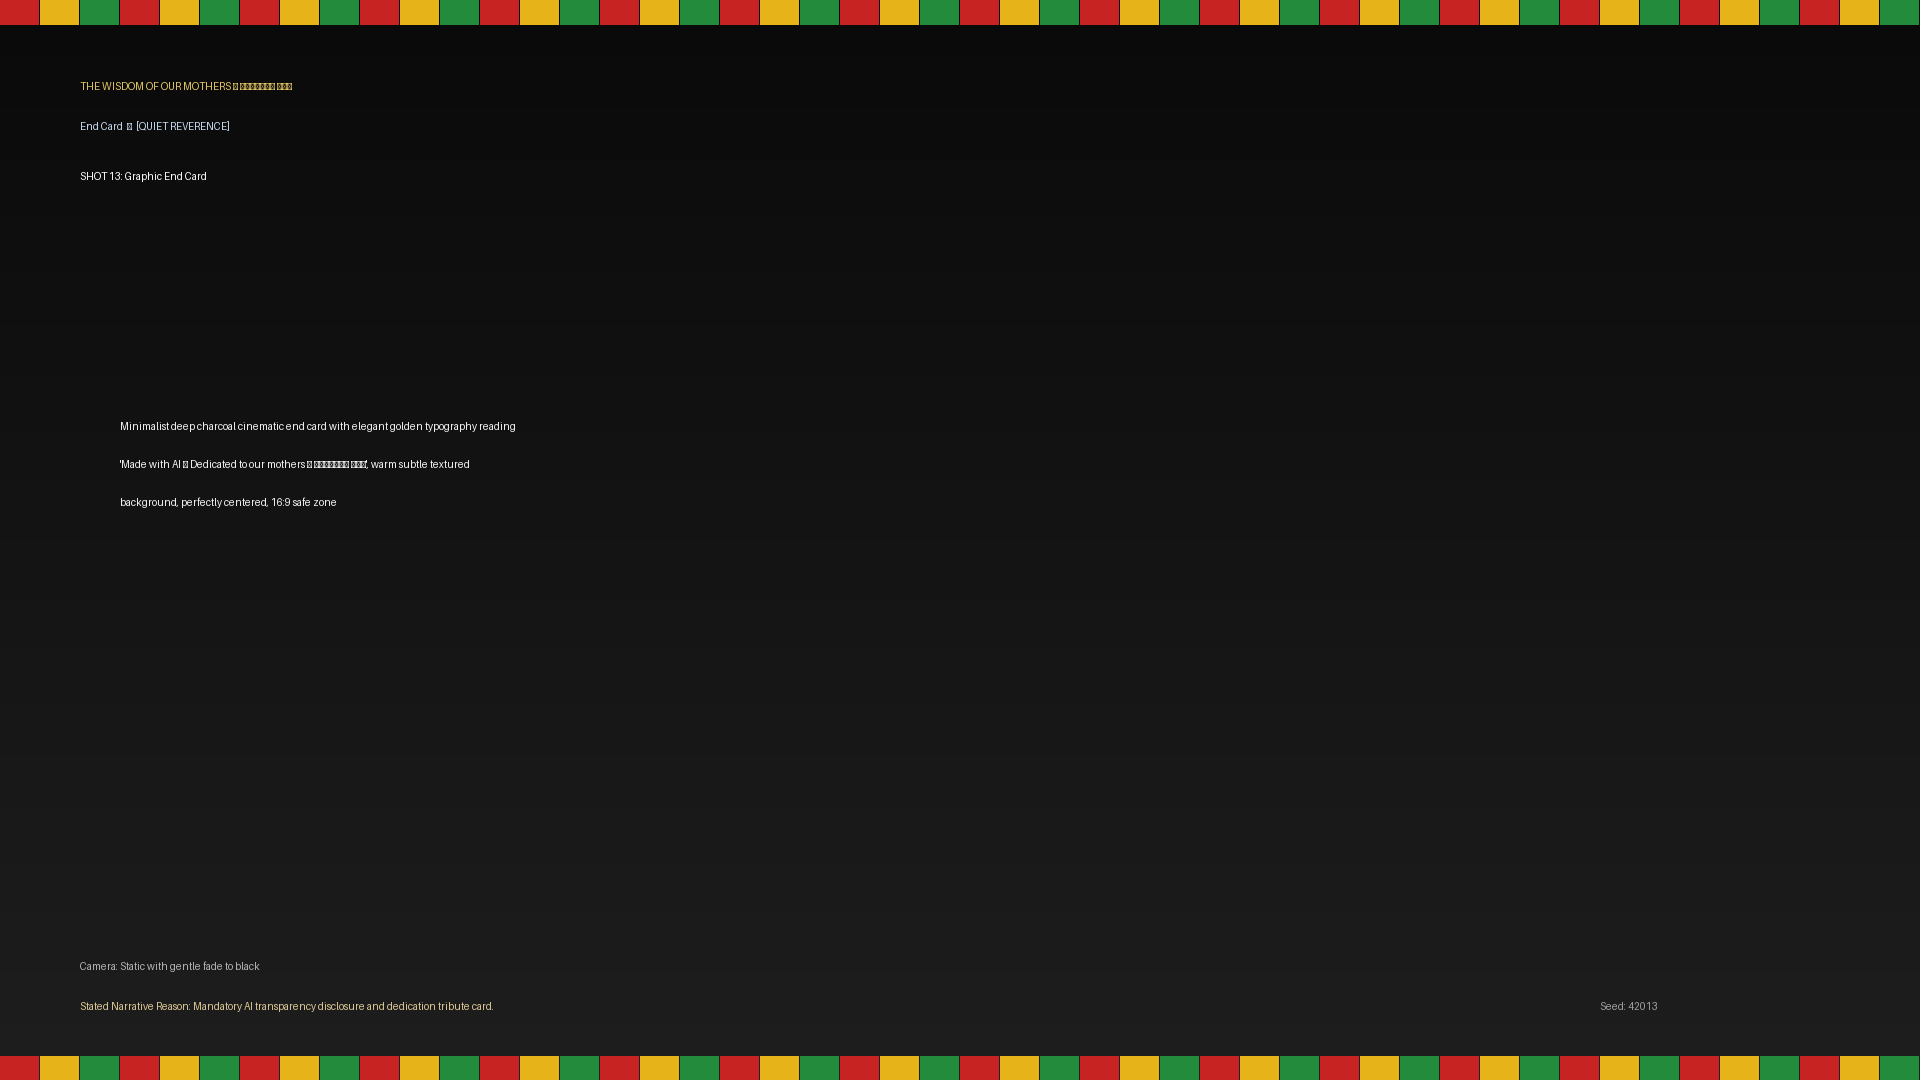 THE WISDOM OF OUR MOTHERS
End Card [QUIET REVERENCE]
SHOT 13: Graphic End Card
Minimalist deep charcoal cinematic end card with elegant golden typography reading
'Made with AI Dedicated to our mothers ', warm subtle textured
background, perfectly centered, 16:9 safe zone
Camera: Static with gentle fade to black
Stated Narrative Reason: Mandatory AI transparency disclosure and dedication tribute card.
Seed: 42013